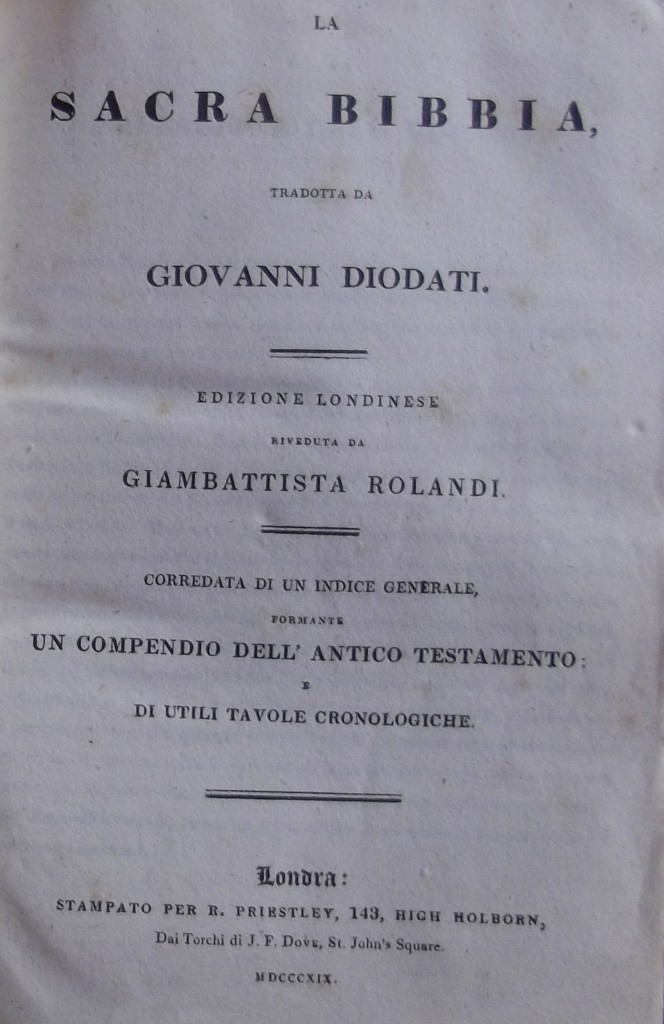 LA
SACRA BIBBIA,
TRADOTTA DA
GIOVANNI DIODATI.
EDIZIONE LONDINESE
RIVEDUTA DA
GIAMBATTISTA ROLANDI.
CORREDATA DI UN INDICE GENERALE,
FORMANTE
UN COMPENDIO DELL' ANTICO TESTAMENTO:
E
DI UTILI TAVOLE CRONOLOGICHE.
Londra:
STAMPATO PER R. PRIESTLEY, 143, HIGH HOLBORN,
Dai Torchi di J. F. Dove, St. John's Square.
MDCCCXIX.